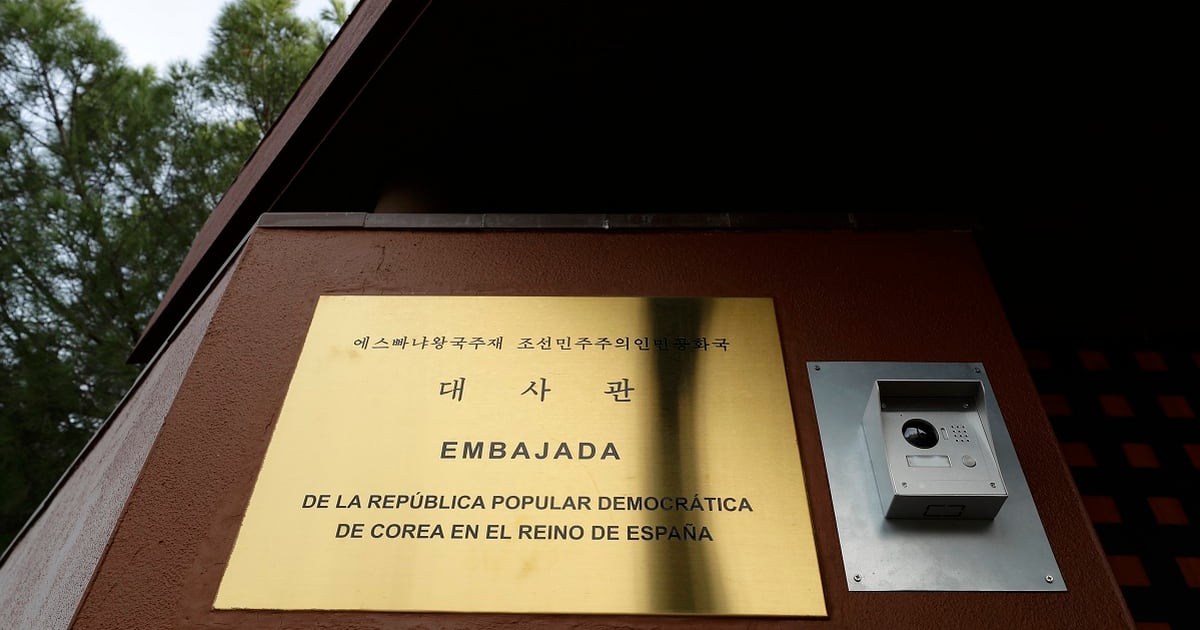 에스빠냐왕국주재 조선민주주의인민공화국
대 사 관
EMBAJADA
DE LA REPÚBLICA POPULAR DEMOCRÁTICA
DE COREA EN EL REINO DE ESPAÑA